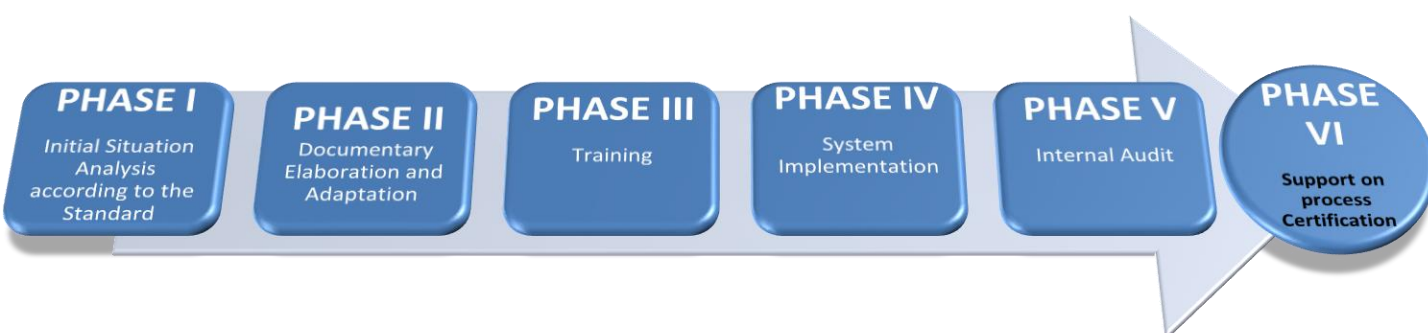 PHASE I
Initial Situation
Analysis
according to the
Standard
PHASE II
Documentary
Elaboration and
Adaptation
PHASE III
Training
PHASE IV
System
Implementation
PHASE V
Internal Audit
PHASE
VI
Support on
process
Certification